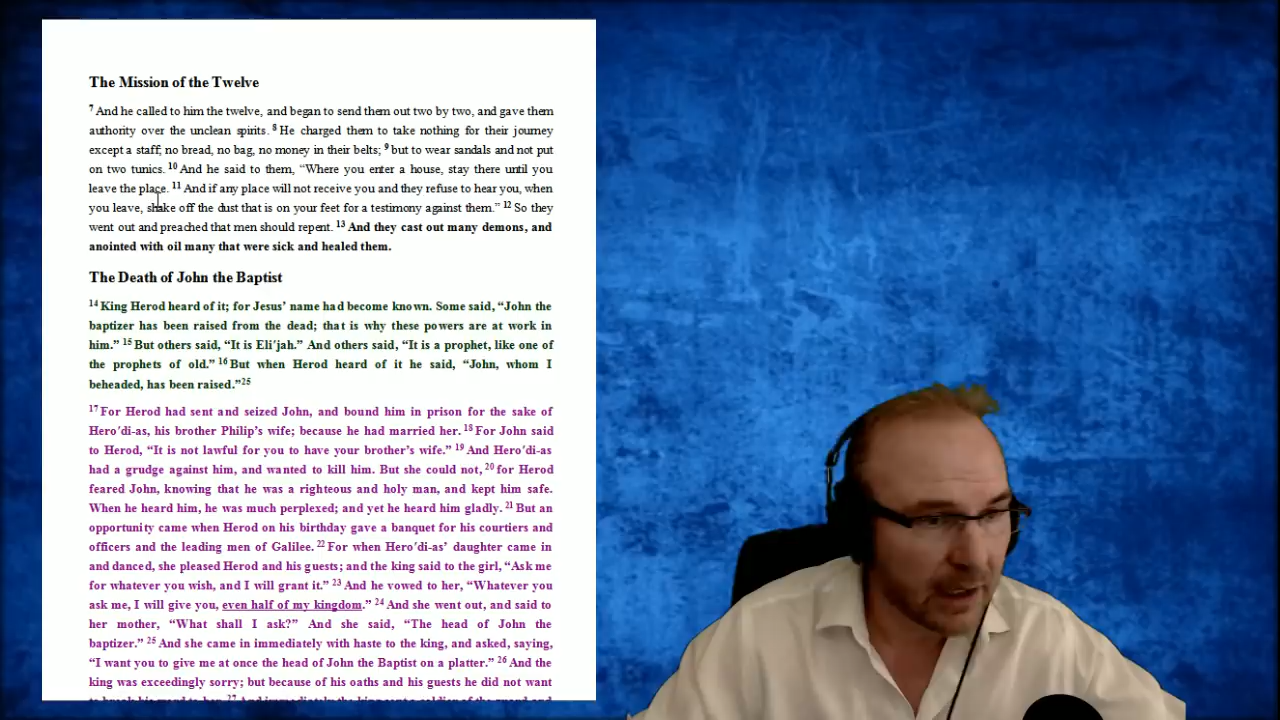 The Mission of the Twelve
7 And he called to him the twelve, and began to send them out two by two, and gave them
authority over the unclean spirits. 8 He charged them to take nothing for their journey
except a staff; no bread, no bag, no money in their belts; 9 but to wear sandals and not put
on two tunics. 10 And he said to them, “Where you enter a house, stay there until you
leave the place. 11 And if any place will not receive you and they refuse to hear you, when
you leave, shake off the dust that is on your feet for a testimony against them.” 12 So they
went out and preached that men should repent. 13 And they cast out many demons, and
anointed with oil many that were sick and healed them.
The Death of John the Baptist
14 King Herod heard of it; for Jesus’ name had become known. Some said, “John the
baptizer has been raised from the dead; that is why these powers are at work in
him.” 15 But others said, “It is Eli′jah.” And others said, “It is a prophet, like one of
the prophets of old.” 16 But when Herod heard of it he said, “John, whom I
beheaded, has been raised.”25
17 For Herod had sent and seized John, and bound him in prison for the sake of
Hero′di-as, his brother Philip’s wife; because he had married her. 18 For John said
to Herod, “It is not lawful for you to have your brother’s wife.” 19 And Hero′di-as
had a grudge against him, and wanted to kill him. But she could not, 20 for Herod
feared John, knowing that he was a righteous and holy man, and kept him safe.
When he heard him, he was much perplexed; and yet he heard him gladly. 21 But an
opportunity came when Herod on his birthday gave a banquet for his courtiers and
officers and the leading men of Galilee. 22 For when Hero′di-as’ daughter came in
and danced, she pleased Herod and his guests; and the king said to the girl, “Ask me
for whatever you wish, and I will grant it.” 23 And he vowed to her, “Whatever you
ask me, I will give you, even half of my kingdom.” 24 And she went out, and said to
her mother, “What shall I ask?” And she said, “The head of John the
baptizer.” 25 And she came in immediately with haste to the king, and asked, saying,
“I want you to give me at once the head of John the Baptist on a platter.” 26 And the
king was exceedingly sorry; but because of his oaths and his guests he did not want